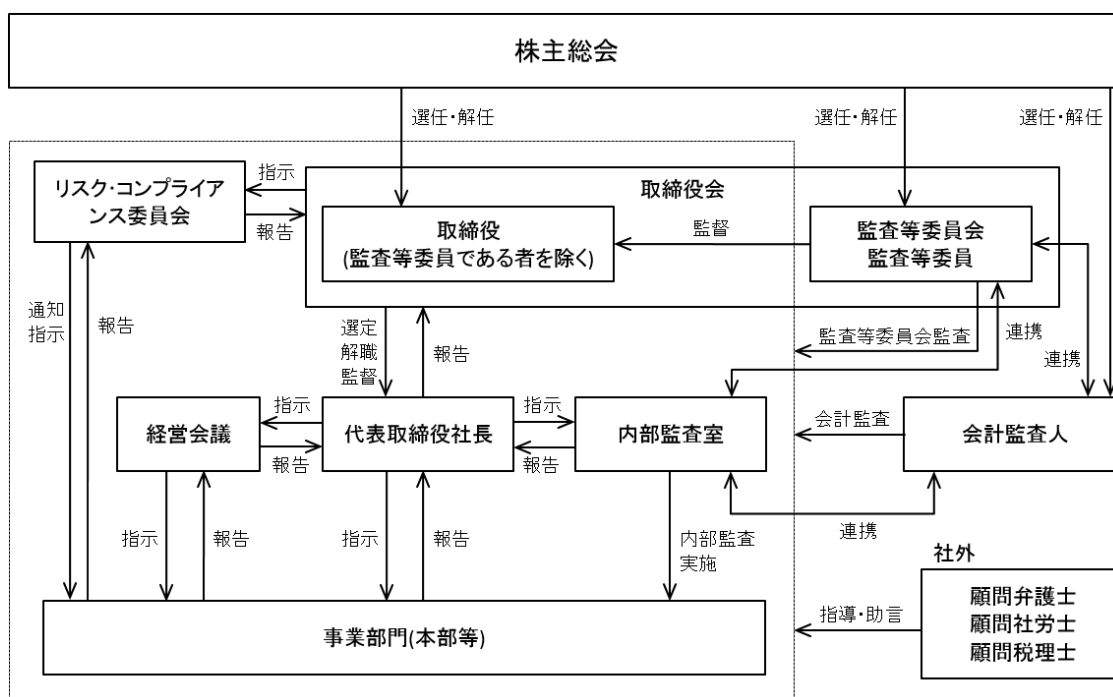 株主総会
選任・解任
選任・解任
選任・解任
リスク・コンプライア
ンス委員会
指示
報告
取締役会
取締役
(監査等委員である者を除く)
監督
監査等委員会
監査等委員
通知
指示
報告
選定
解職
監督
報告
監査等委員会監査
連携
連携
経営会議
指示
報告
代表取締役社長
指示
報告
内部監査室
会計監査
会計監査人
指示
報告
指示
報告
内部監査
実施
連携
社外
事業部門(本部等)
指導・助言
顧問弁護士
顧問社労士
顧問税理士